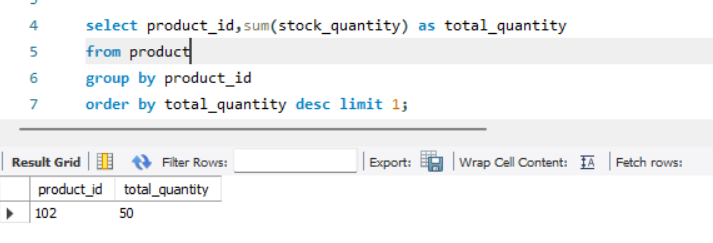 4 select product_id,sum(stock_quantity) as total_quantity
5 from product
6 group by product_id
7 order by total_quantity desc limit 1;
Result Grid Filter Rows: Export: Wrap Cell Content: Fetch rows:
product_id total_quantity
102 50